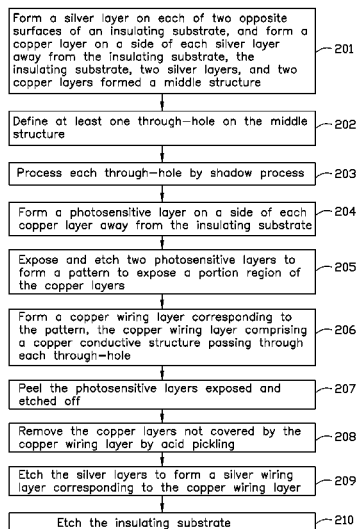 Form a silver layer on each of two opposite
surfaces of an insulating substrate, and form a
copper layer on a side of each silver layer
away from the insulating substrate, the
insulating substrate, two silver layers, and two
copper layers formed a middle structure
201
Define at least one through-hole on the middle
structure
202
Process each through-hole by shadow process
203
Form a photosensitive layer on a side of each
copper layer away from the insulating substrate
204
Expose and etch two photosensitive layers to
form a pattern to expose a portion region of
the copper layers
205
Form a copper wiring layer corresponding to
the pattern, the copper wiring layer comprising
a copper conductive structure passing through
each through-hole
206
Peel the photosensitive layers exposed and
etched off
207
Remove the copper layers not covered by the
copper wiring layer by acid pickling
208
Etch the silver layers to form a silver wiring
layer corresponding to the copper wiring layer
209
Etch the insulating substrate
210